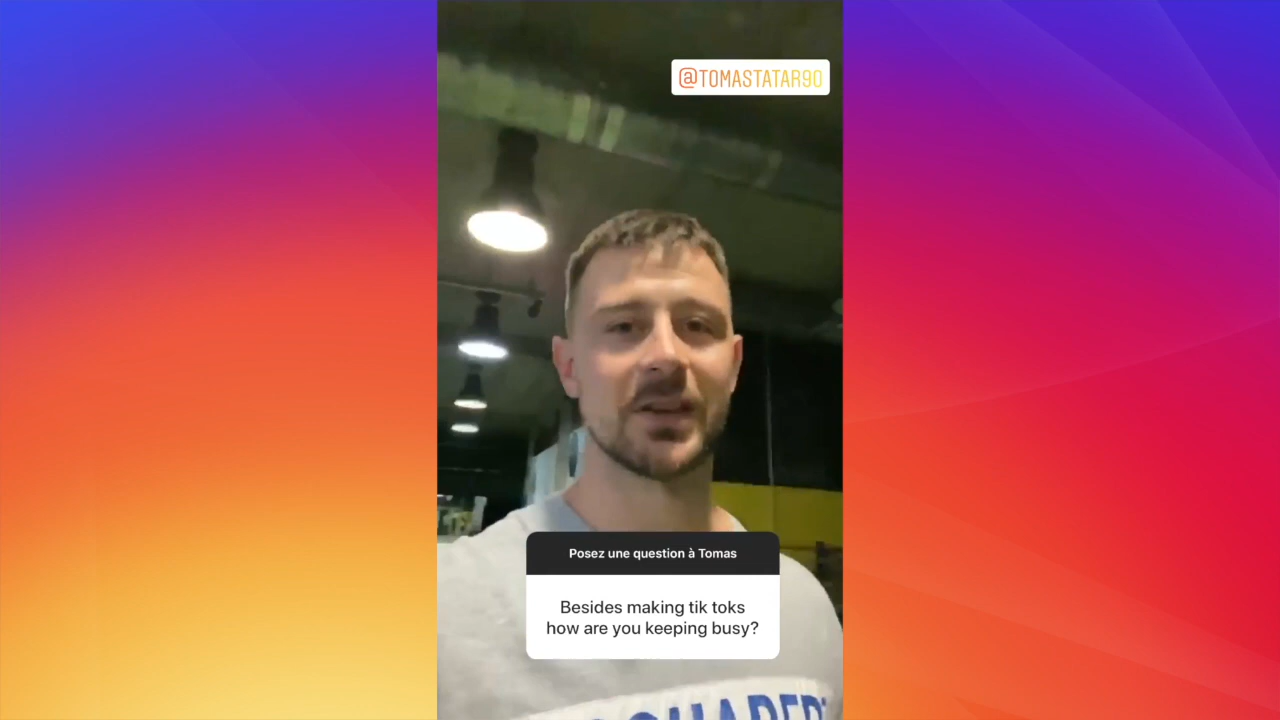 @TOMASTATAR90
Posez une question à Tomas
Besides making tik toks
how are you keeping busy?